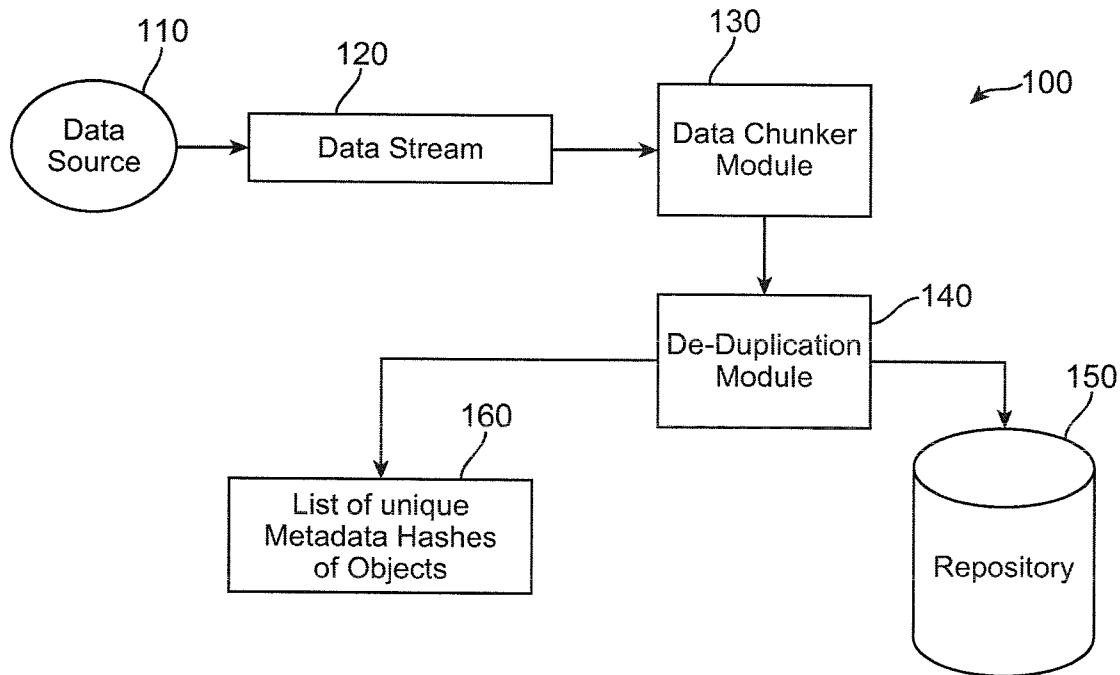 110
120
130
100
Data
Source
Data Stream
Data Chunker
Module
140
De-Duplication
Module
150
160
List of unique
Metadata Hashes
of Objects
Repository